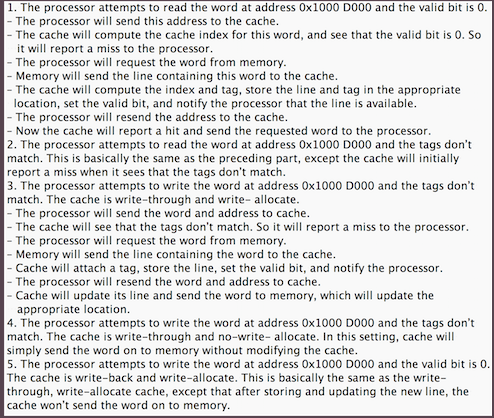 1. The processor attempts to read the word at address 0x1000 D000 and the valid bit is 0.
- The processor will send this address to the cache.
- The cache will compute the cache index for this word, and see that the valid bit is 0. So
it will report a miss to the processor.
- The processor will request the word from memory.
- Memory will send the line containing this word to the cache.
- The cache will compute the index and tag, store the line and tag in the appropriate
location, set the valid bit, and notify the processor that the line is available.
- The processor will resend the address to the cache.
- Now the cache will report a hit and send the requested word to the processor.
2. The processor attempts to read the word at address 0x1000 D000 and the tags don't
match. This is basically the same as the preceding part, except the cache will initially
report a miss when it sees that the tags don't match.
3. The processor attempts to write the word at address 0x1000 D000 and the tags don't
match. The cache is write-through and write- allocate.
- The processor will send the word and address to cache.
- The cache will see that the tags don't match. So it will report a miss to the processor.
- The processor will request the word from memory.
- Memory will send the line containing the word to the cache.
- Cache will attach a tag, store the line, set the valid bit, and notify the processor.
- The processor will resend the word and address to cache.
- Cache will update its line and send the word to memory, which will update the
appropriate location.
4. The processor attempts to write the word at address 0x1000 D000 and the tags don't
match. The cache is write-through and no-write- allocate. In this setting, cache will
simply send the word on to memory without modifying the cache.
5. The processor attempts to write the word at address 0x1000 D000 and the valid bit is 0.
The cache is write-back and write-allocate. This is basically the same as the write-
through, write-allocate cache, except that after storing and updating the new line, the
cache won't send the word on to memory.